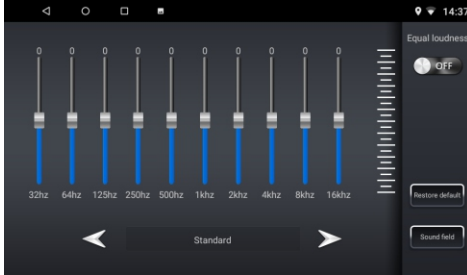 14:37
Equal loudness
0 0 0 0 0 0 0 0 0 0
OFF
32hz 64hz 125hz 250hz 500hz 1khz 2khz 4khz 8khz 16khz
Restore default
Standard
Sound field